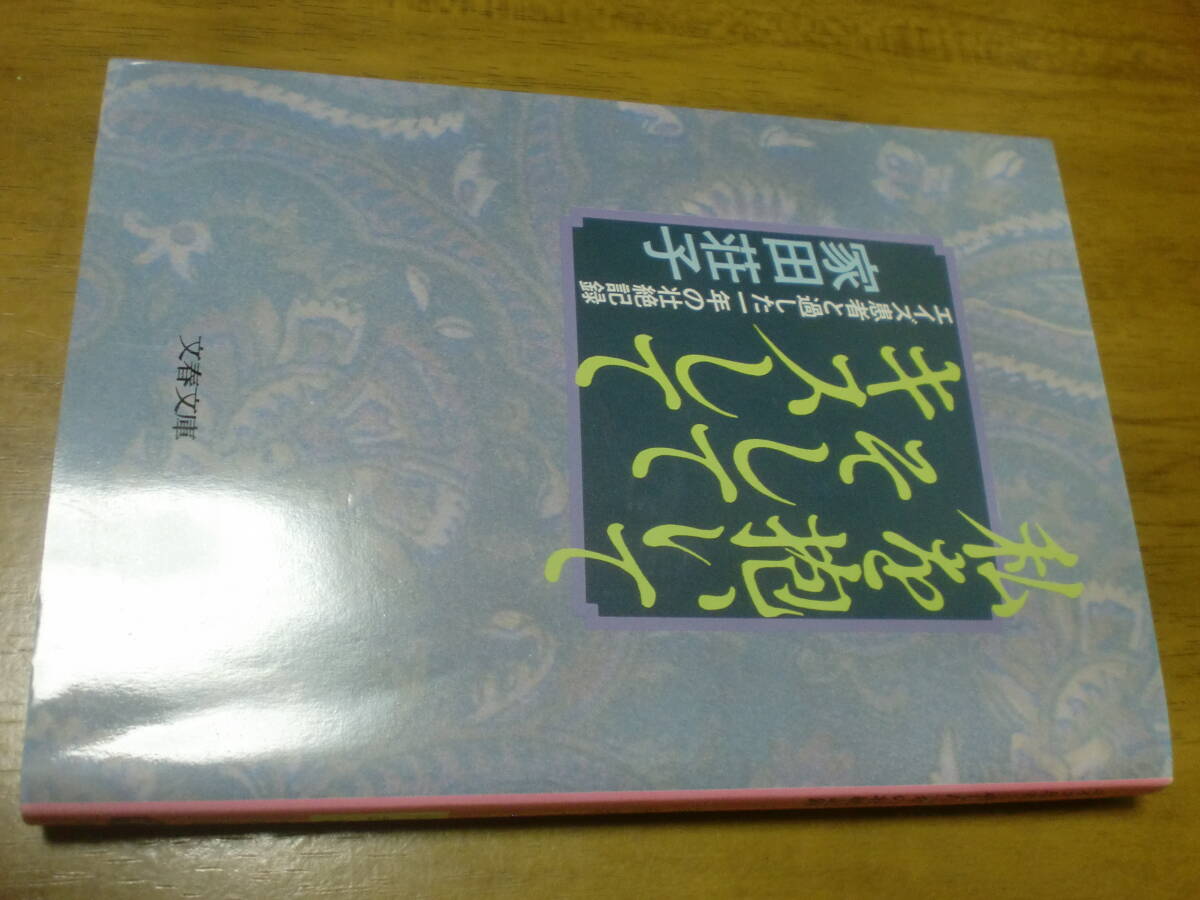 私を抱いて
そして
キスして
エイズ患者と過した一年の壮絶記録
家田荘子
文春文庫